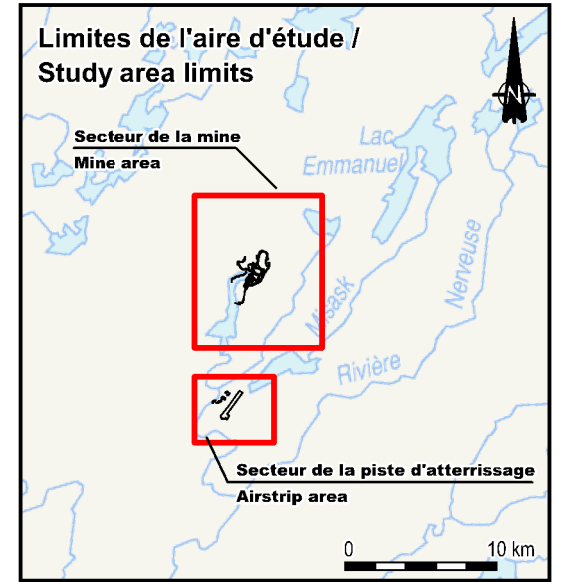 Limites de l'aire d'étude /
Study area limits
N
Secteur de la mine
Mine area
Lac
Emmanuel
Misask
Nerveuse
Rivière
Secteur de la piste d'atterrissage
Airstrip area
0 10 km